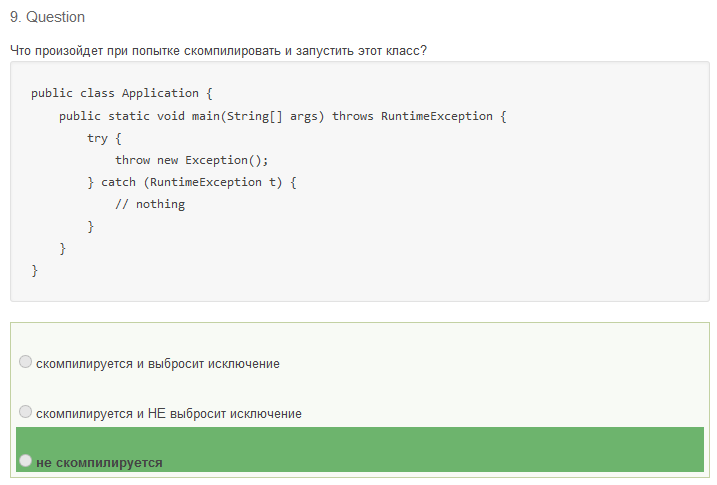 9. Question
Что произойдет при попытке скомпилировать и запустить этот класс?
public class Application {
    public static void main(String[] args) throws RuntimeException {
        try {
            throw new Exception();
        } catch (RuntimeException t) {
            // nothing
        }
    }
}
скомпилируется и выбросит исключение
скомпилируется и НЕ выбросит исключение
не скомпилируется